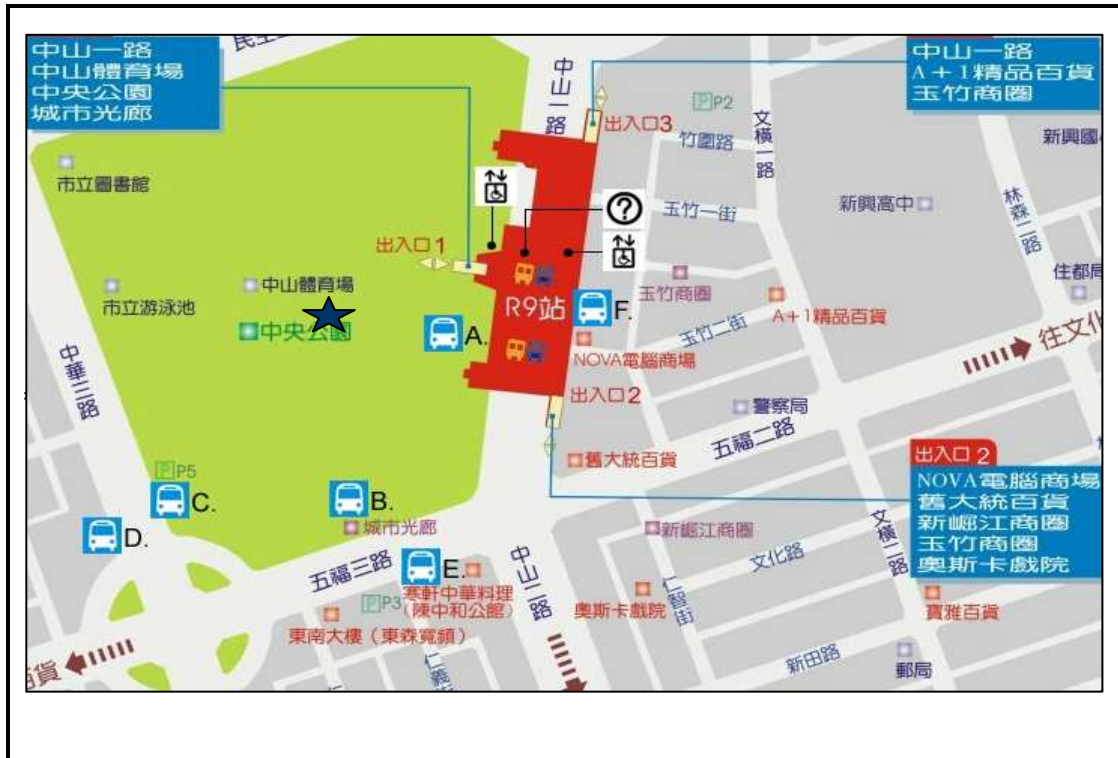 中山一路
中山體育場
中央公園
城市光廊
中山一路
A+1精品百貨
玉竹商圈
中山一路
出入口3
P P2
竹圍路
文橫一路
新興國
市立圖書館
新興高中
林森二路
玉竹一街
出入口1
住都局
中山體育場
市立游泳池
中央公園
R9站
F.
玉竹商圈
A+1精品百貨
A.
玉竹二街
往文化
NOVA電腦商場
中華三路
出入口2
警察局
五福二路
舊大統百貨
出入口 2
NOVA電腦商場
舊大統百貨
新崛江商圈
玉竹商圈
奧斯卡戲院
P P5
C.
B.
D.
城市光廊
新崛江商圈
文橫二路
文化路
五福三路
E.
中山二路
寒軒中華料理
(陳中和公館)
P P3
奧斯卡戲院
仁智街
寶雅百貨
東南大樓(東森寬頻)
新田路
郵局
百貨